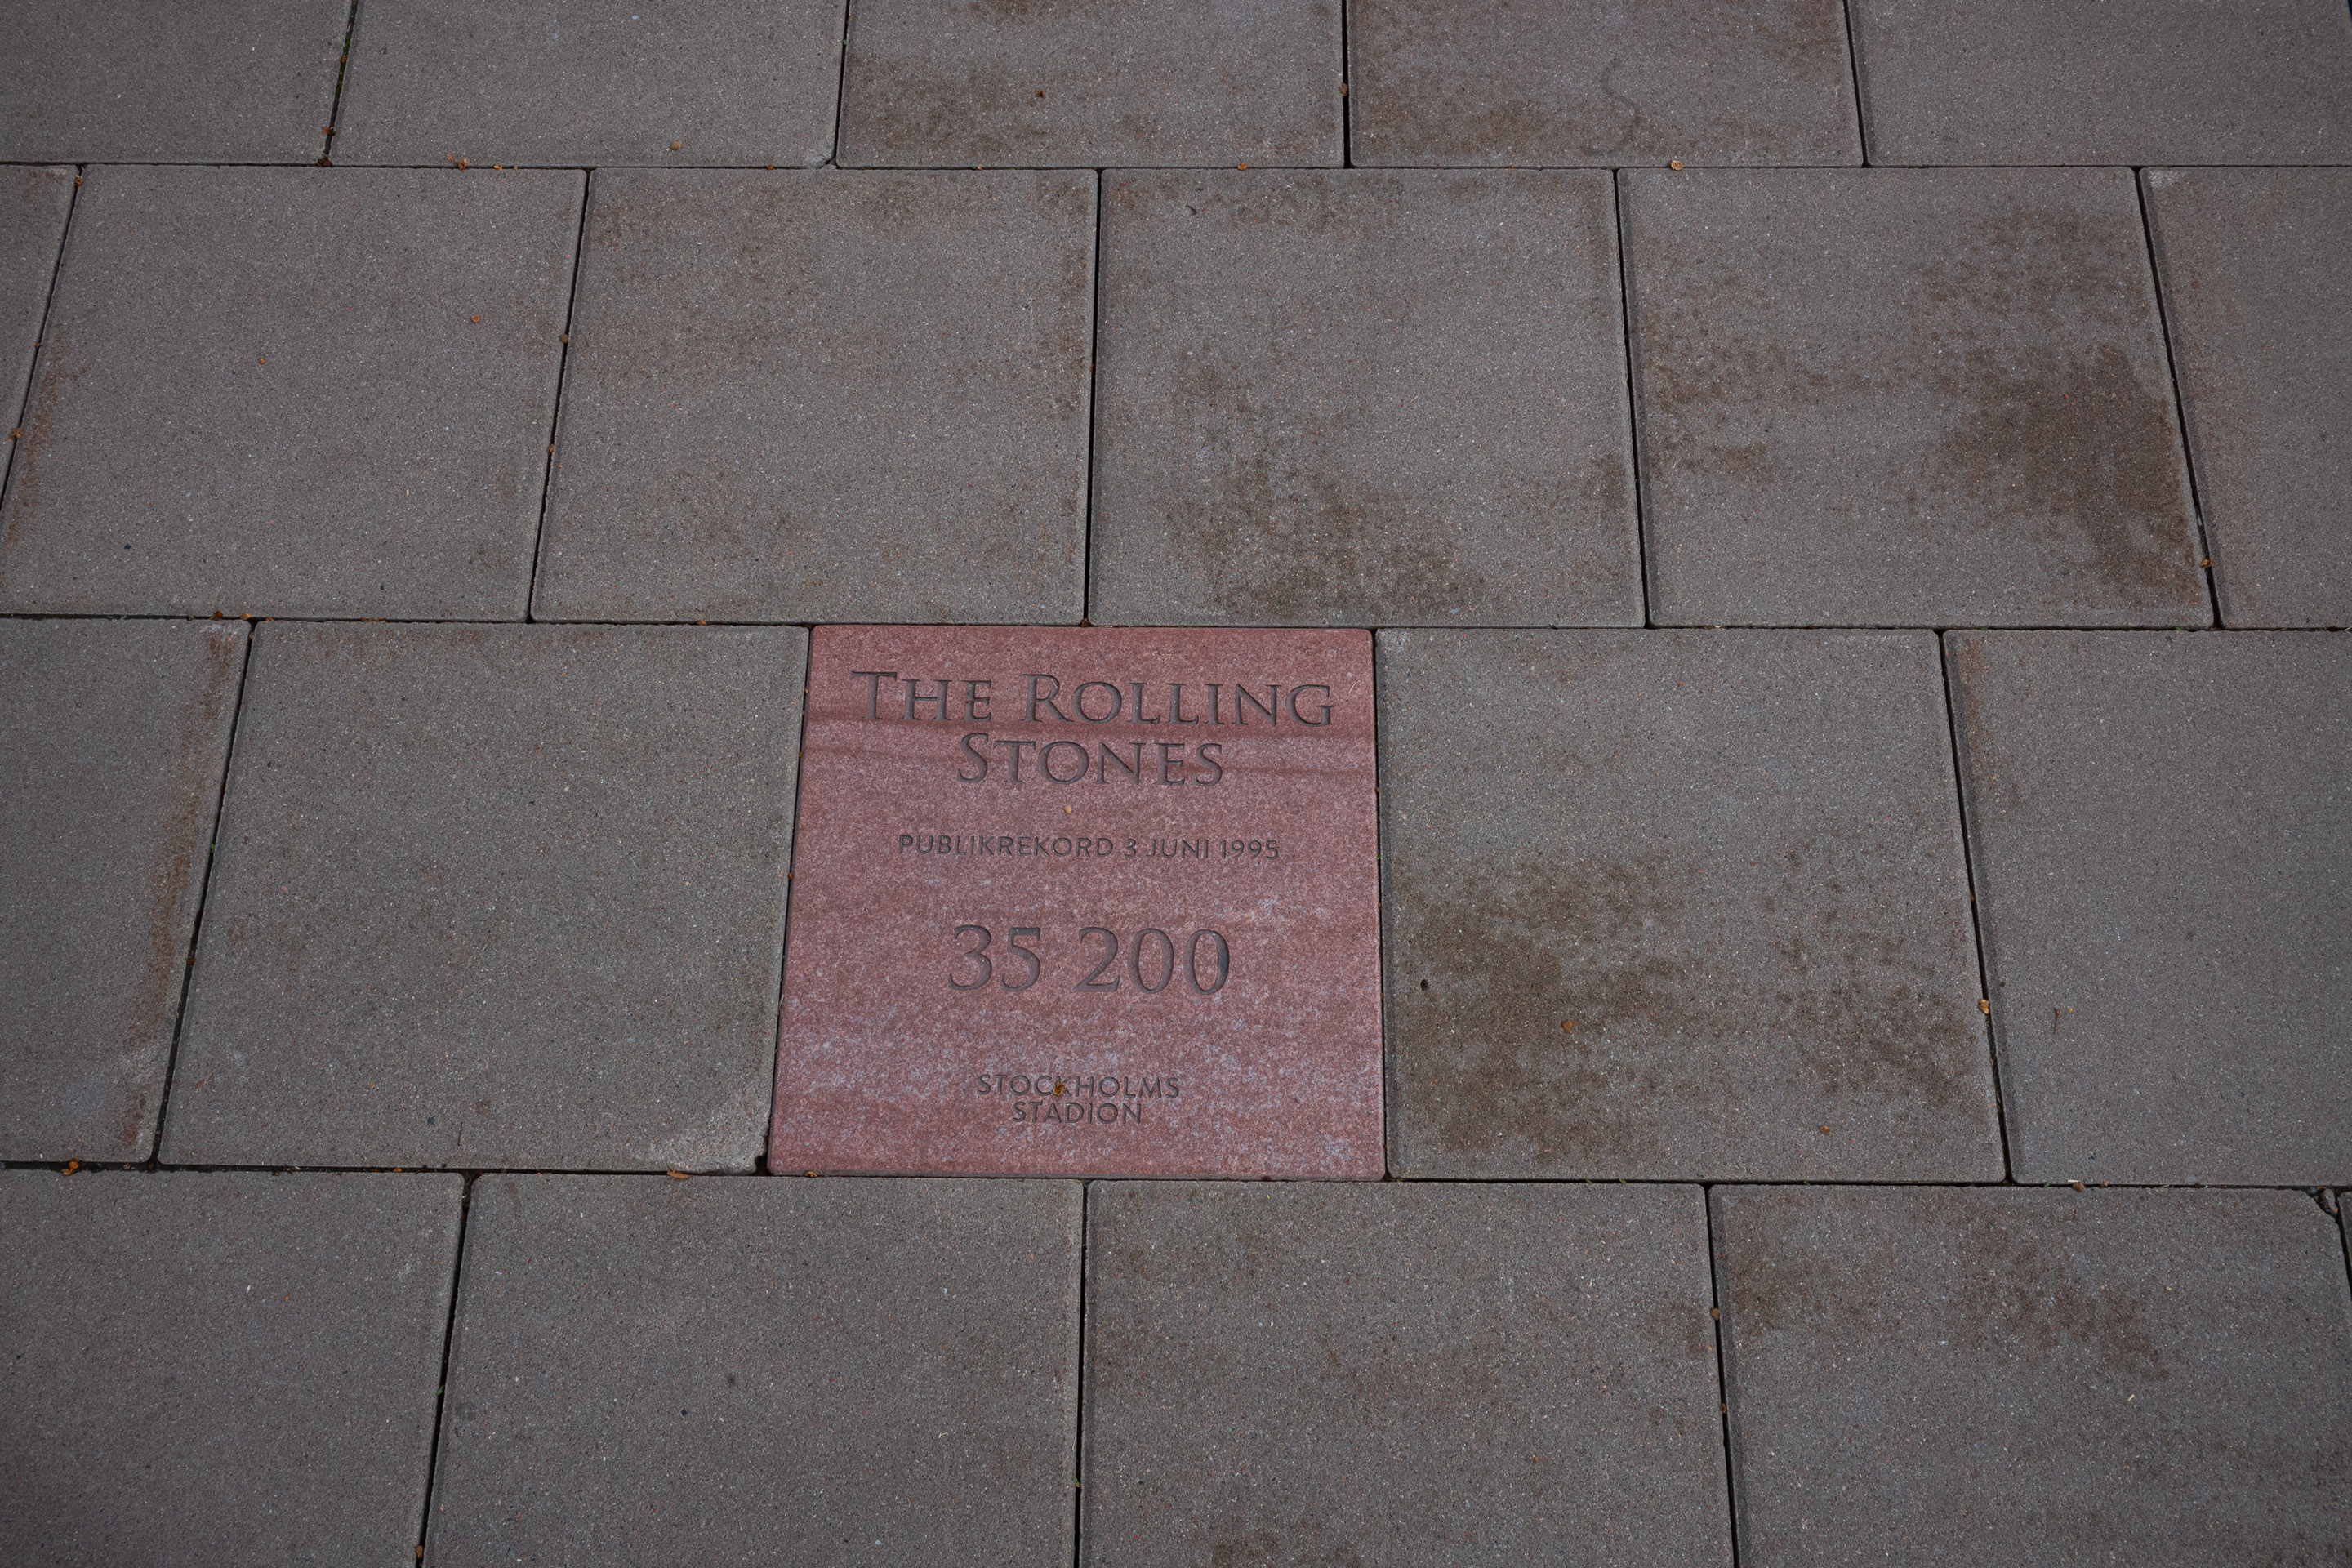 THE ROLLING
STONES
PUBLIKREKORD 3 JUNI 1995
35 200
STOCKHOLMS
STADION